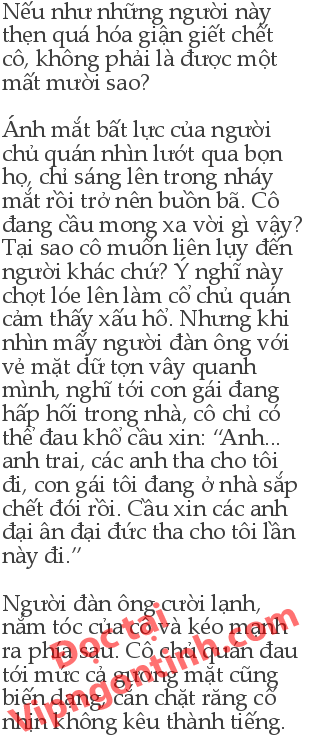 Nếu như những người này
thẹn quá hóa giận giết chết
cô, không phải là được một
mất mười sao?

Ánh mắt bất lực của người
chủ quán nhìn lướt qua bọn
họ, chỉ sáng lên trong nháy
mắt rồi trở nên buồn bã. Cô
đang cầu mong xa vời gì vậy?
Tại sao cô muốn liên lụy đến
người khác chứ? Ý nghĩ này
chợt lóe lên làm cổ chủ quán
cảm thấy xấu hổ. Nhưng khi
nhìn mấy người đàn ông với
vẻ mặt dữ tợn vây quanh
mình, nghĩ tới con gái đang
hấp hối trong nhà, cô chỉ có
thể đau khổ cầu xin: “Anh...
anh trai, các anh tha cho tôi
đi, con gái tôi đang ở nhà sắp
chết đói rồi. Cầu xin các anh
đại ân đại đức tha cho tôi lần
này đi.”

Người đàn ông cười lạnh,
nắm tóc của cô và kéo mạnh
ra phía sau. Cô chủ quán đau
tới mức cả gương mặt cũng
biến dạng, cắn chặt răng cố
nhịn không kêu thành tiếng.
Đọc tại
Vipngontinh.com